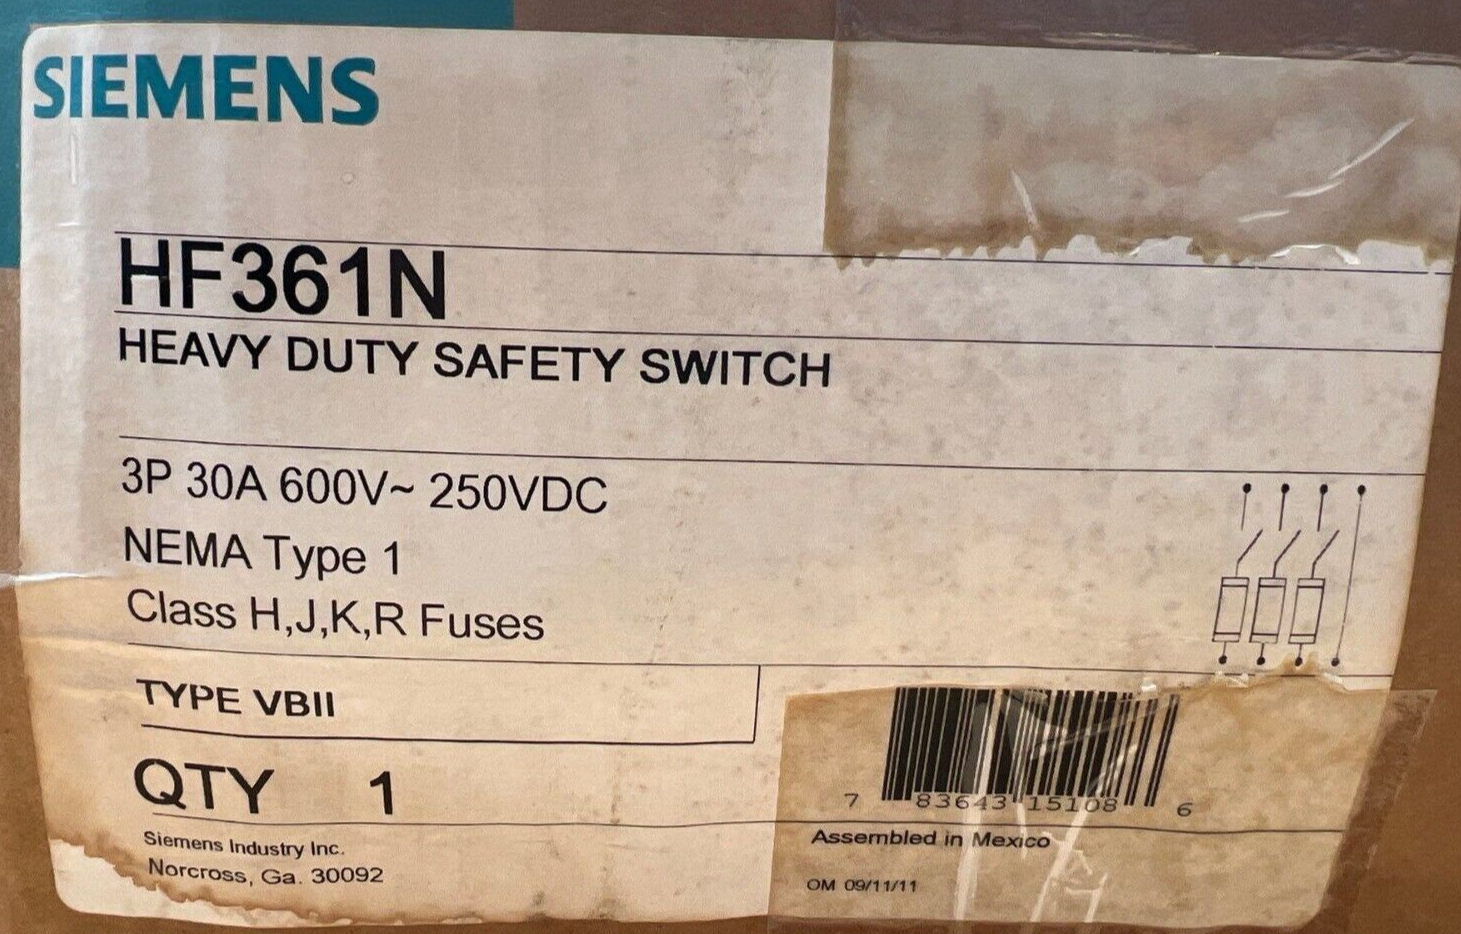 SIEMENS
HF361N
HEAVY DUTY SAFETY SWITCH
3P 30A 600V~ 250VDC
NEMA Type 1
Class H,J,K,R Fuses
TYPE VBII
QTY 1
7 83643 15108 6
Siemens Industry Inc.
Norcross, Ga. 30092
Assembled in Mexico
OM 09/11/11